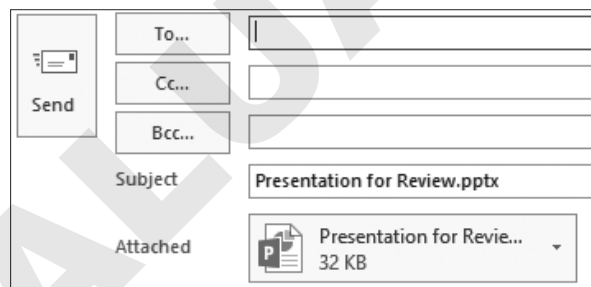 To...
Cc...
Send
Bcc...
Subject Presentation for Review.pptx
Attached Presentation for Revie...
32 KB